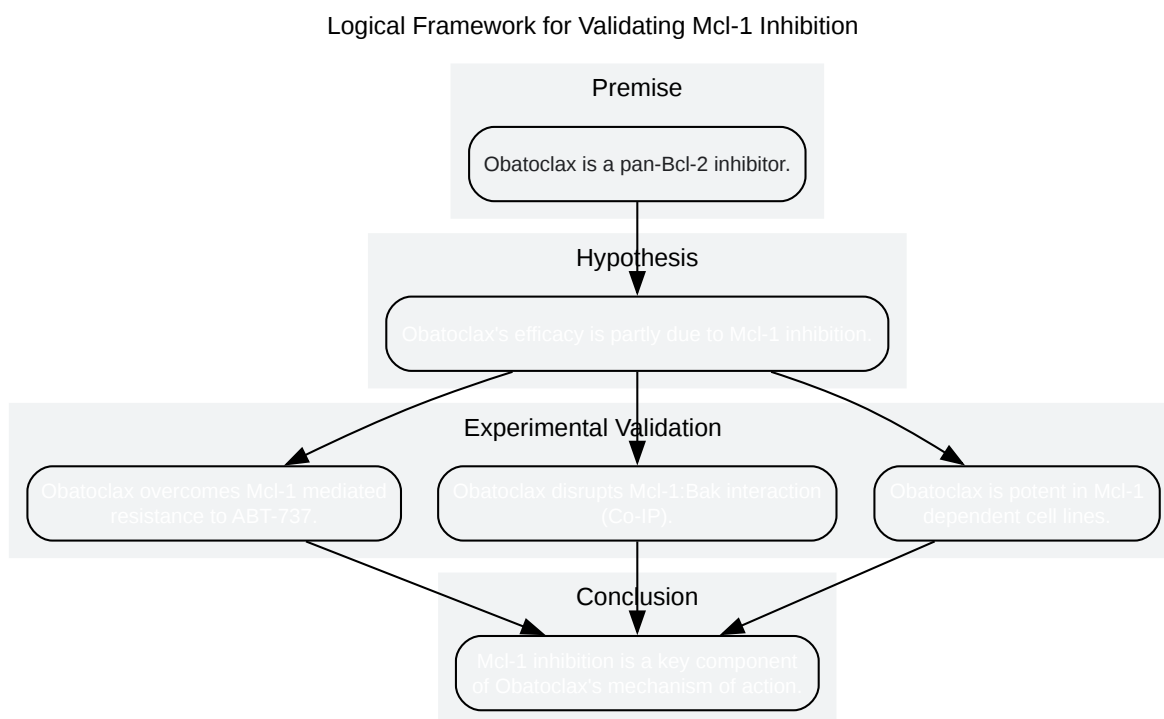 Logical Framework for Validating Mcl-1 Inhibition
Premise
Obatoclax is a pan-Bcl-2 inhibitor.
Hypothesis
Obatoclax's efficacy is partly due to Mcl-1 inhibition.
Experimental Validation
Obatoclax overcomes Mcl-1 mediated
resistance to ABT-737.
Obatoclax disrupts Mcl-1:Bak interaction
(Co-IP).
Obatoclax is potent in Mcl-1
dependent cell lines.
Conclusion
Mcl-1 inhibition is a key component
of Obatoclax's mechanism of action.